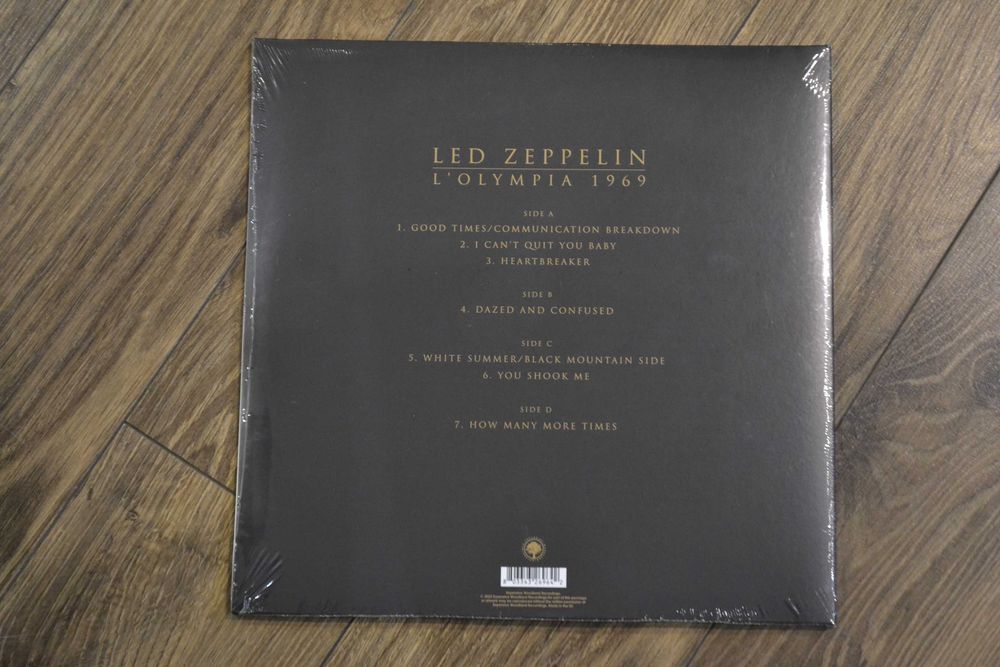 LED ZEPPELIN
L'OLYMPIA 1969
SIDE A
1. GOOD TIMES/COMMUNICATION BREAKDOWN
2. I CAN'T QUIT YOU BABY
3. HEARTBREAKER
SIDE B
4. DAZED AND CONFUSED
SIDE C
5. WHITE SUMMER/BLACK MOUNTAIN SIDE
6. YOU SHOOK ME
SIDE D
7. HOW MANY MORE TIMES